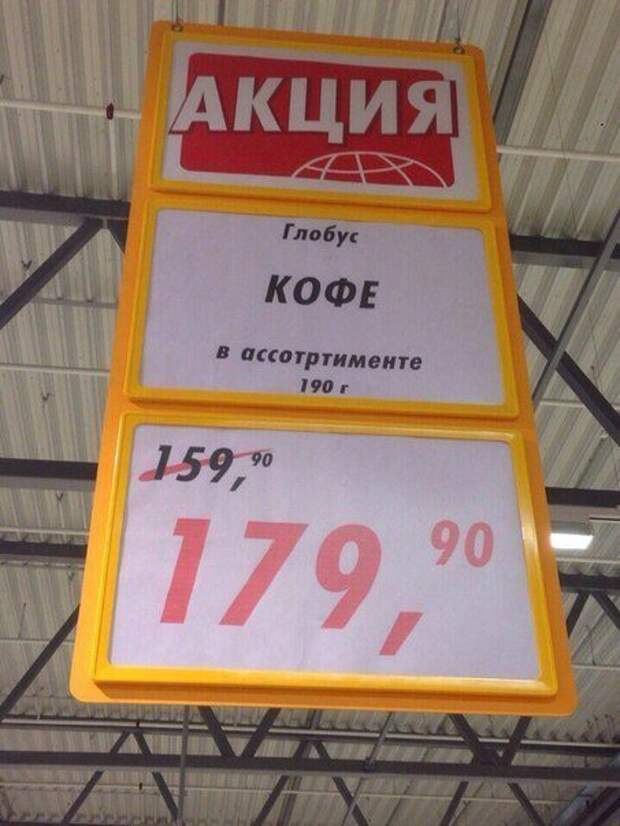 АКЦИЯ
Глобус
КОФЕ
в ассотртименте
190 г
159,90
179,90